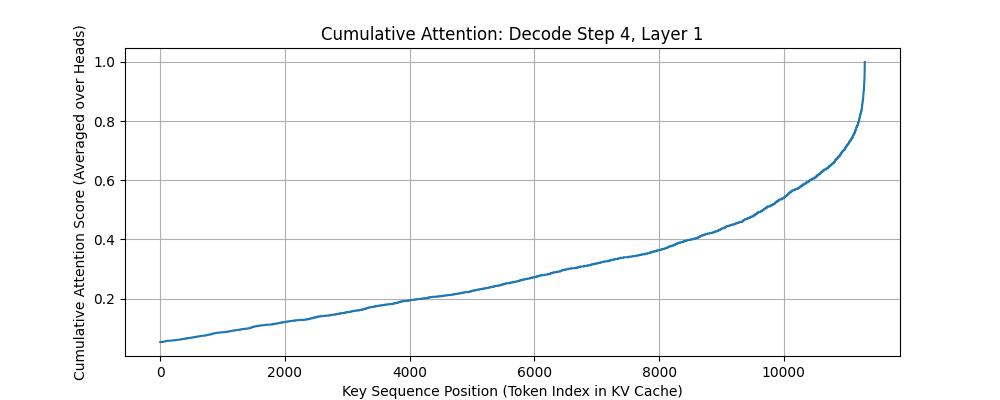 Cumulative Attention: Decode Step 4, Layer 1
Cumulative Attention Score (Averaged over Heads)
1.0
0.8
0.6
0.4
0.2
0 2000 4000 6000 8000 10000
Key Sequence Position (Token Index in KV Cache)